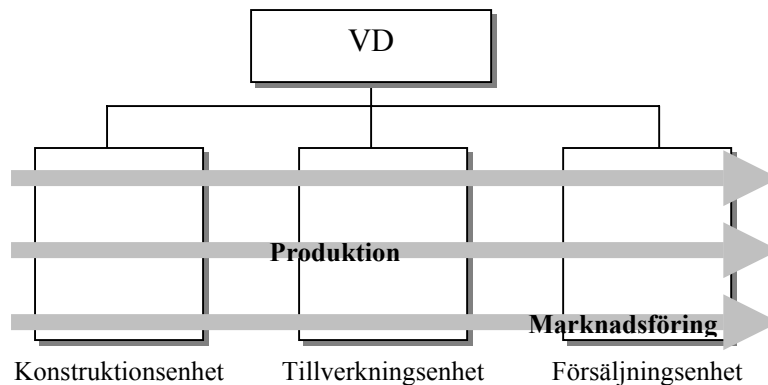 VD
Produktion
Marknadsföring
Konstruktionsenhet Tillverkningsenhet Försäljningsenhet